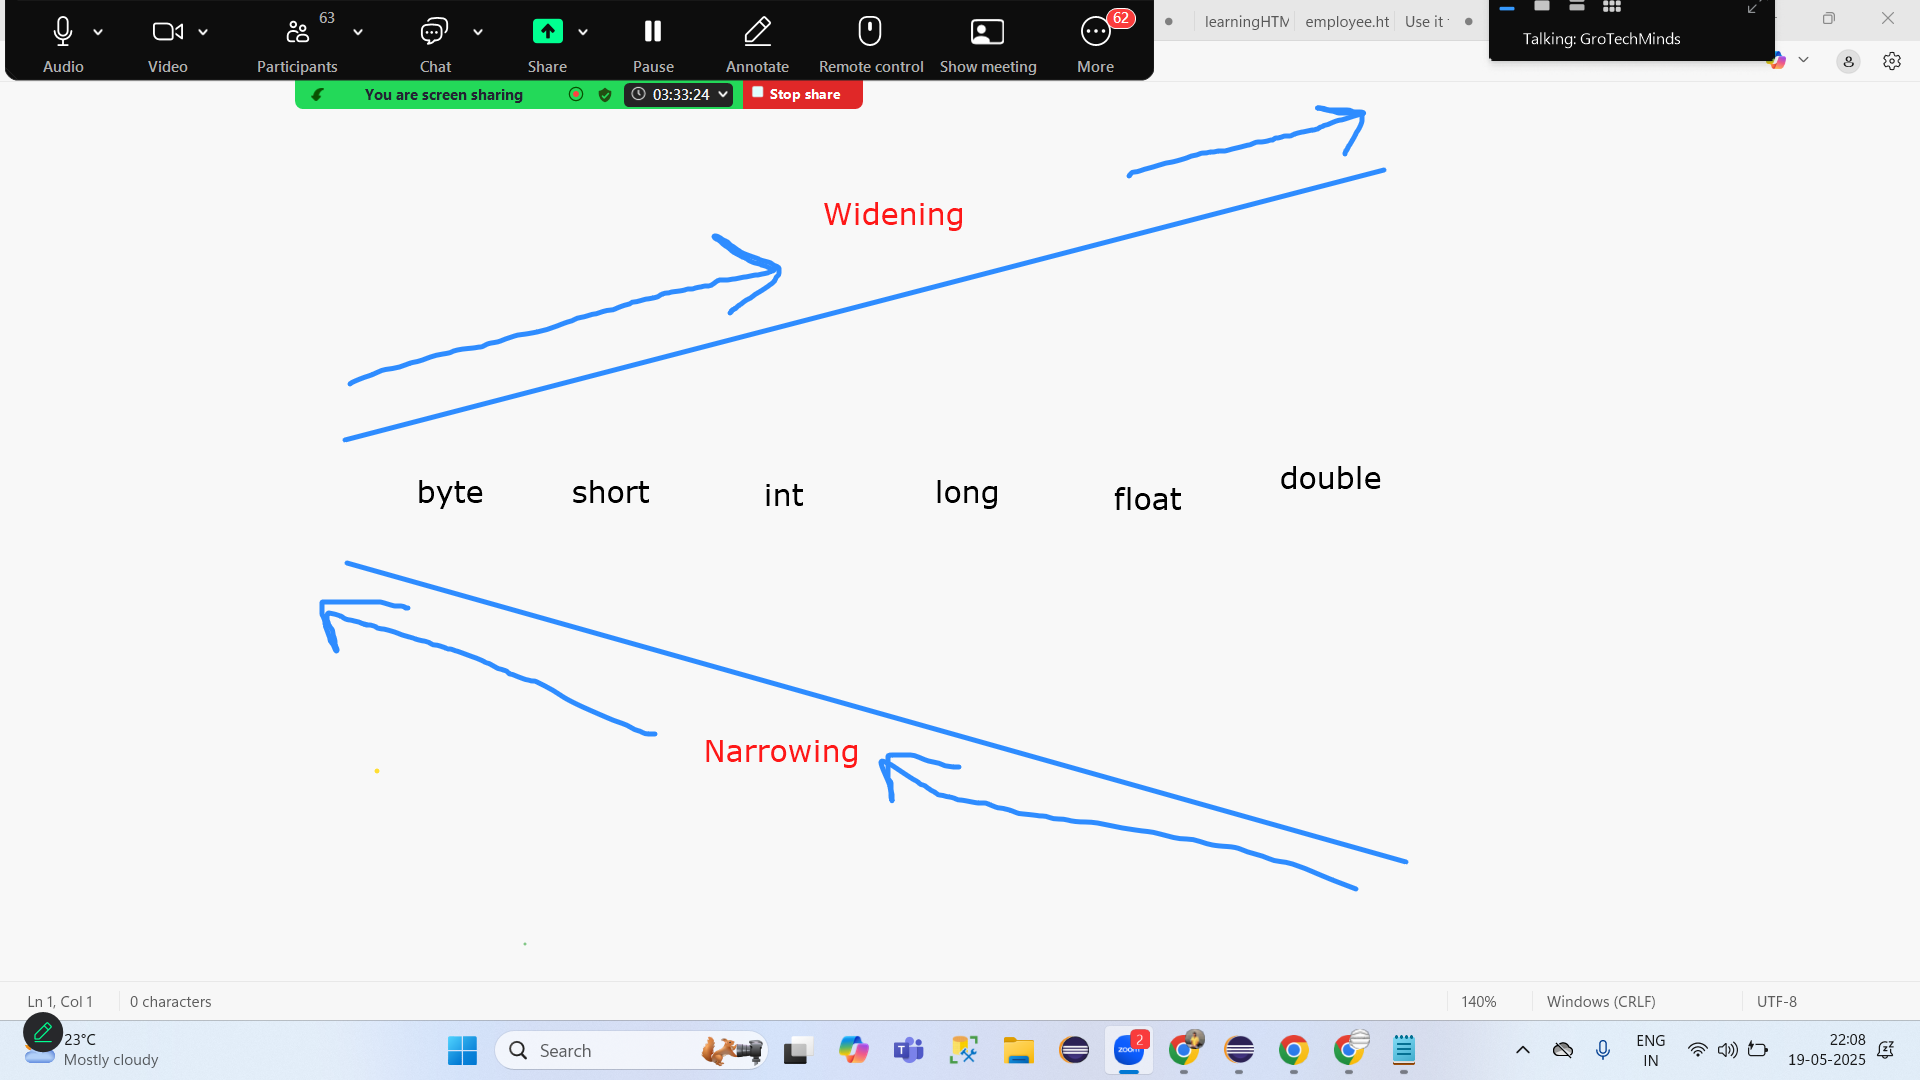 63
62
Audio
Video
Participants
Chat
Share
Pause
Annotate
Remote control
Show meeting
More
learningHTM
employee.ht
Use it
Talking: GroTechMinds
You are screen sharing
03:33:24
Stop share
Widening
byte
short
int
long
float
double
Narrowing
Ln 1, Col 1
0 characters
140%
Windows (CRLF)
UTF-8
23°C
Mostly cloudy
Search
zoom
2
ENG
IN
22:08
19-05-2025